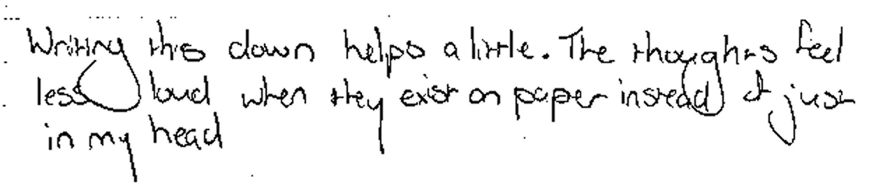 Writing this down helps a little. The thoughts feel
less loud when they exist on paper instead of just
in my head